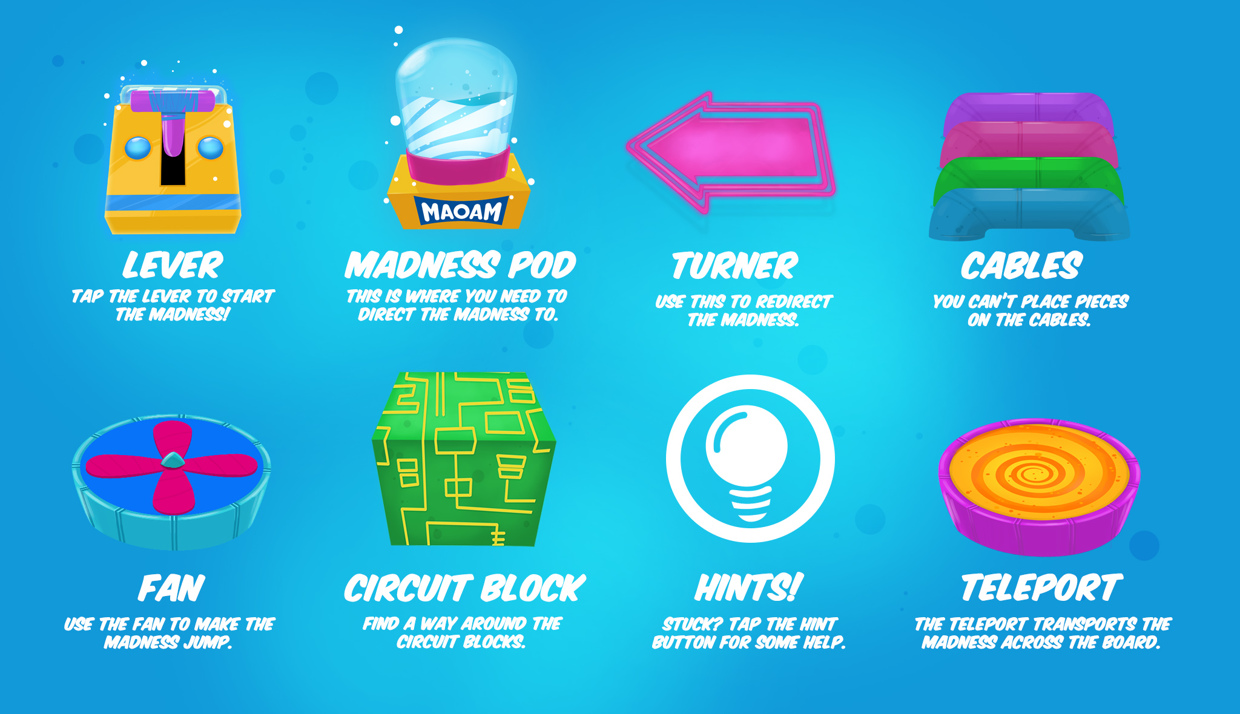 MAOAM
LEVER
TAP THE LEVER TO START
THE MADNESS!
MADNESS POD
THIS IS WHERE YOU NEED TO
DIRECT THE MADNESS TO.
TURNER
USE THIS TO REDIRECT
THE MADNESS.
CABLES
YOU CAN'T PLACE PIECES
ON THE CABLES.
FAN
USE THE FAN TO MAKE THE
MADNESS JUMP.
CIRCUIT BLOCK
FIND A WAY AROUND THE
CIRCUIT BLOCKS.
HINTS!
STUCK? TAP THE HINT
BUTTON FOR SOME HELP.
TELEPORT
THE TELEPORT TRANSPORTS THE
MADNESS ACROSS THE BOARD.